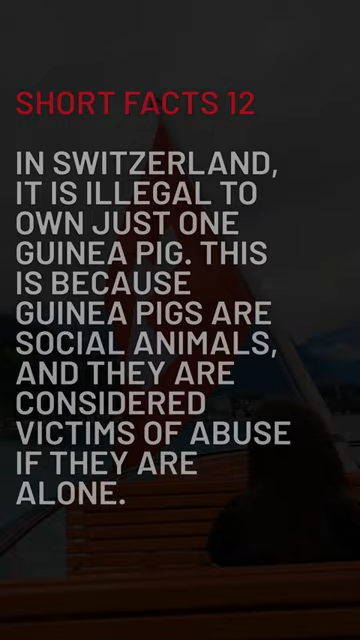 SHORT FACTS 12
IN SWITZERLAND,
IT IS ILLEGAL TO
OWN JUST ONE
GUINEA PIG. THIS
IS BECAUSE
GUINEA PIGS ARE
SOCIAL ANIMALS,
AND THEY ARE
CONSIDERED
VICTIMS OF ABUSE
IF THEY ARE
ALONE.